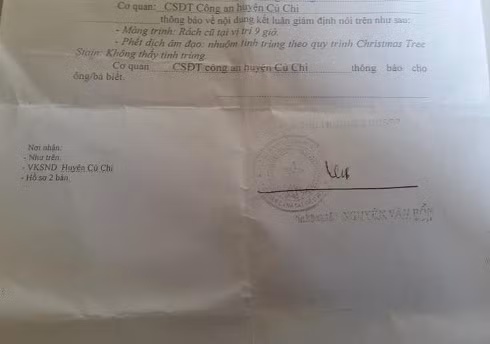 Cơ quan: CSĐT Công an huyện Củ Chi
thông báo về nội dung kết luận giám định nói trên như sau:
- Màng trinh: Rách cũ tại vị trí 9 giờ.
- Phết dịch âm đạo: nhuộm tinh trùng theo quy trình Christmas Tree
Stain: Không thấy tinh trùng.
Cơ quan CSĐT công an huyện Củ Chi thông báo cho
ông/bà biết.
Nơi nhận:
- Như trên,
- VKSND Huyện Củ Chi
- Hồ sơ 2 bản.
NGUYỄN VĂN BỔN